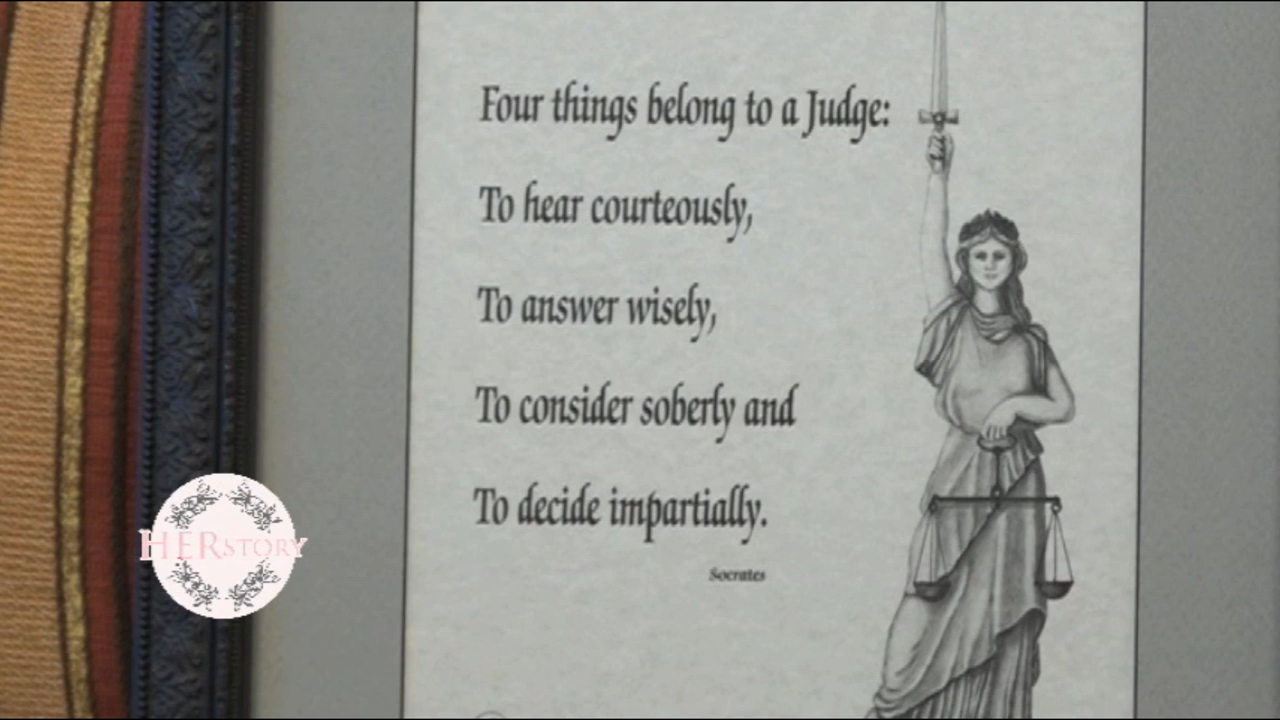 Four things belong to a Judge:
To hear courteously,
To answer wisely,
To consider soberly and
To decide impartially.
Socrates
HERSTORY